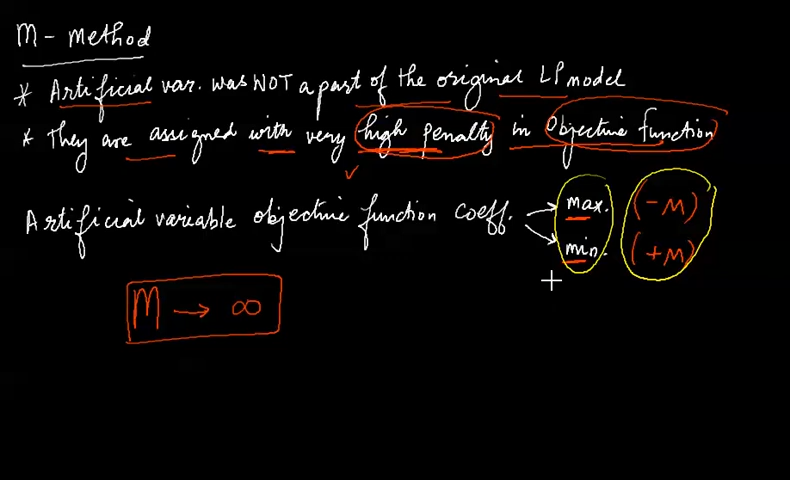 M - Method
* Artificial var. was NOT a part of the original LP model
* They are assigned with very high penalty in Objective function
Artificial variable objective function coeff. → max. (-M)
→ min. (+M)
M → ∞